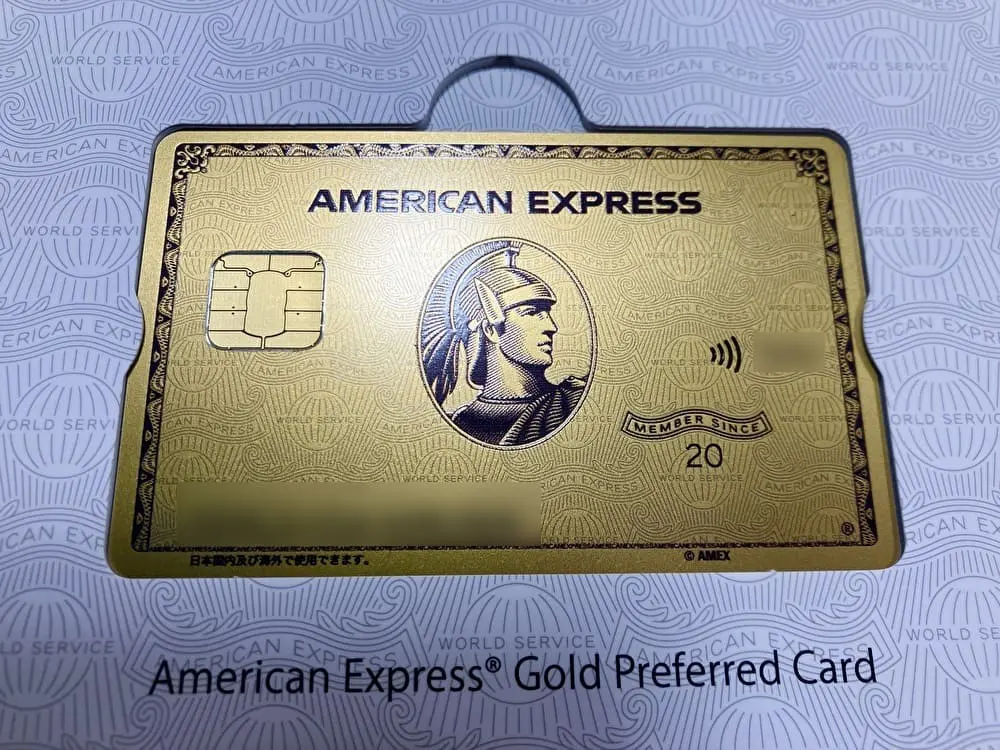 AMERICAN EXPRESS
MEMBER SINCE
20
®
日本国内及び海外で使用できます。
© AMEX
American Express® Gold Preferred Card